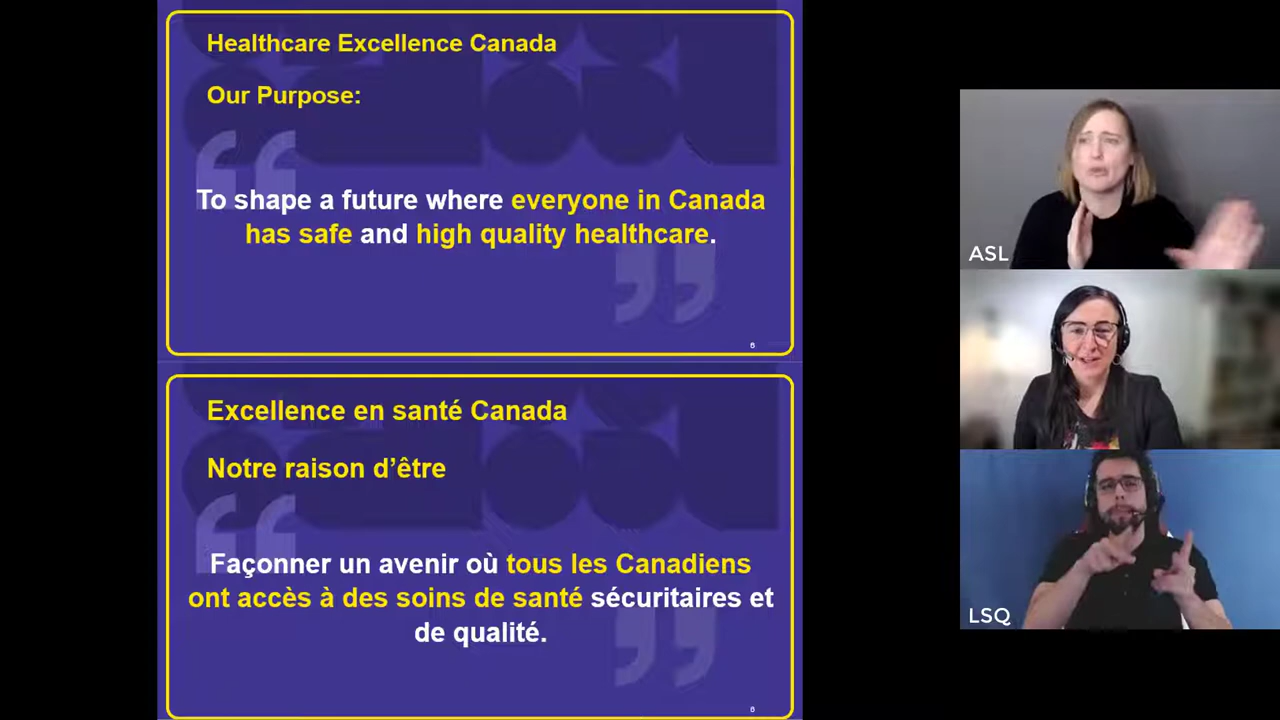 Healthcare Excellence Canada
Our Purpose:
To shape a future where everyone in Canada
has safe and high quality healthcare.
6
Excellence en santé Canada
Notre raison d’être
Façonner un avenir où tous les Canadiens
ont accès à des soins de santé sécuritaires et
de qualité.
6
ASL
LSQ